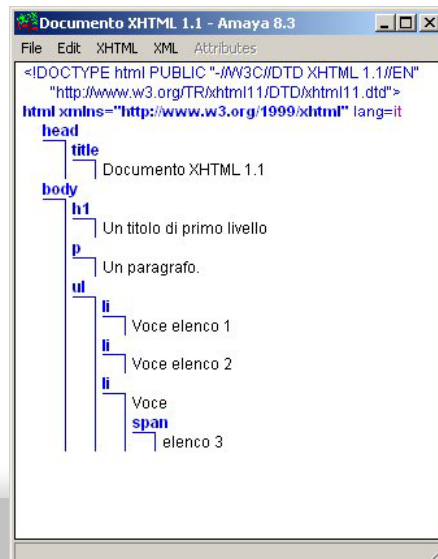 Documento XHTML 1.1 - Amaya 8.3
File Edit XHTML XML Attributes
<!DOCTYPE html PUBLIC "-//W3C//DTD XHTML 1.1//EN"
"http://www.w3.org/TR/xhtml11/DTD/xhtml11.dtd">
html xmlns="http://www.w3.org/1999/xhtml" lang=it
head
title
Documento XHTML 1.1
body
h1
Un titolo di primo livello
p
Un paragrafo.
ul
li
Voce elenco 1
li
Voce elenco 2
li
Voce
span
elenco 3